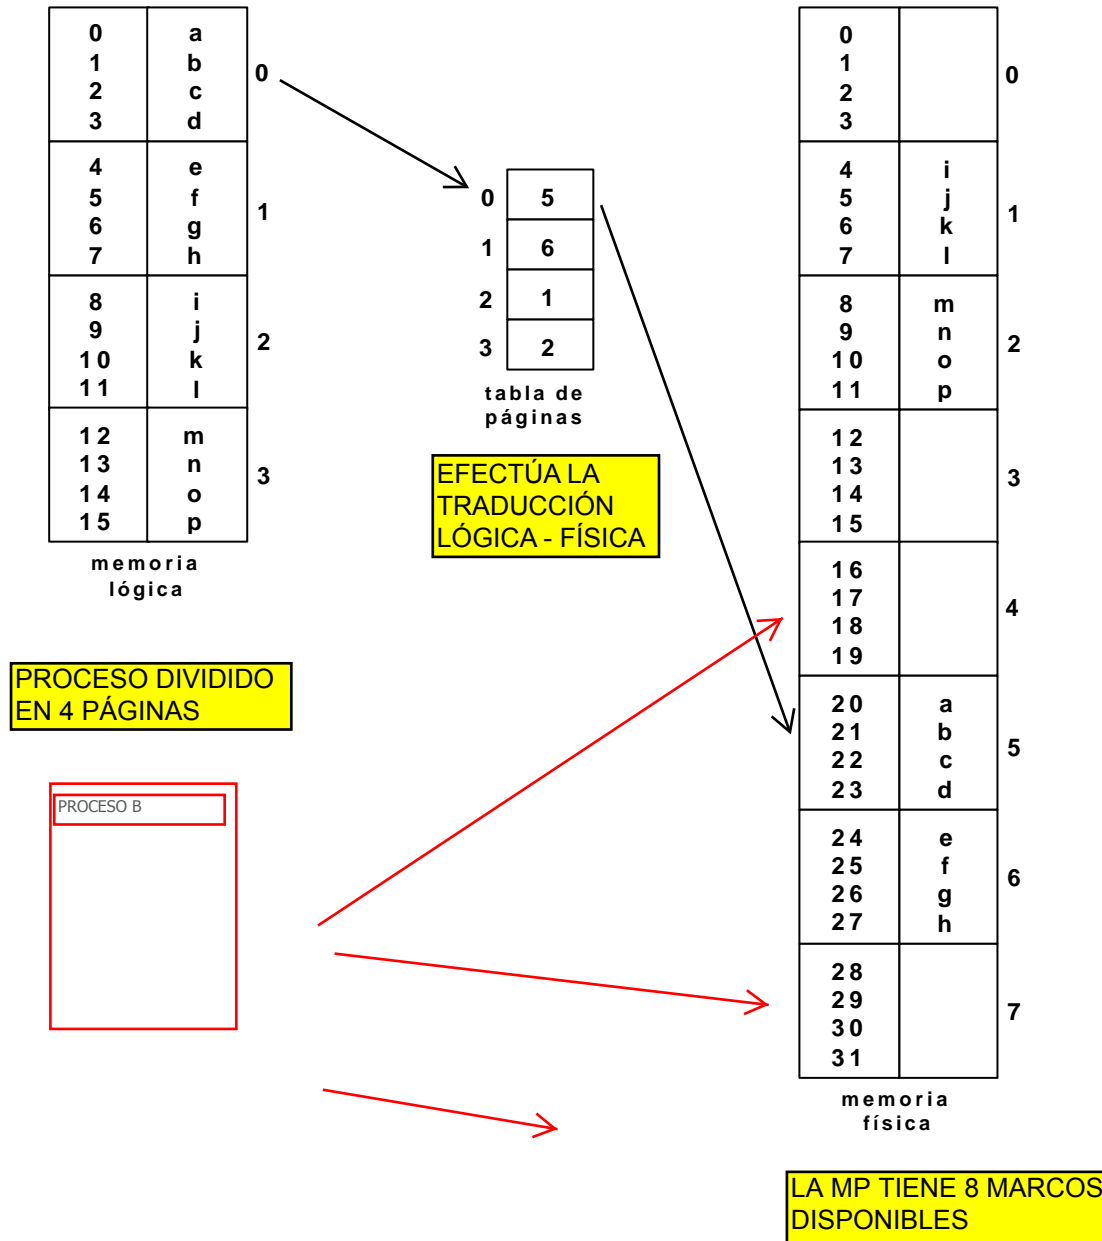 0 a
1 b
2 c
3 d
0
4 e
5 f
6 g
7 h
1
8 i
9 j
10 k
11 l
2
12 m
13 n
14 o
15 p
3
memoria
lógica
PROCESO DIVIDIDO
EN 4 PÁGINAS
PROCESO B
0 5
1 6
2 1
3 2
tabla de
páginas
EFECTÚA LA
TRADUCCIÓN
LÓGICA - FÍSICA
0
1
2
3
0
4 i
5 j
6 k
7 l
1
8 m
9 n
10 o
11 p
2
12
13
14
15
3
16
17
18
19
4
20 a
21 b
22 c
23 d
5
24 e
25 f
26 g
27 h
6
28
29
30
31
7
memoria
física
LA MP TIENE 8 MARCOS
DISPONIBLES